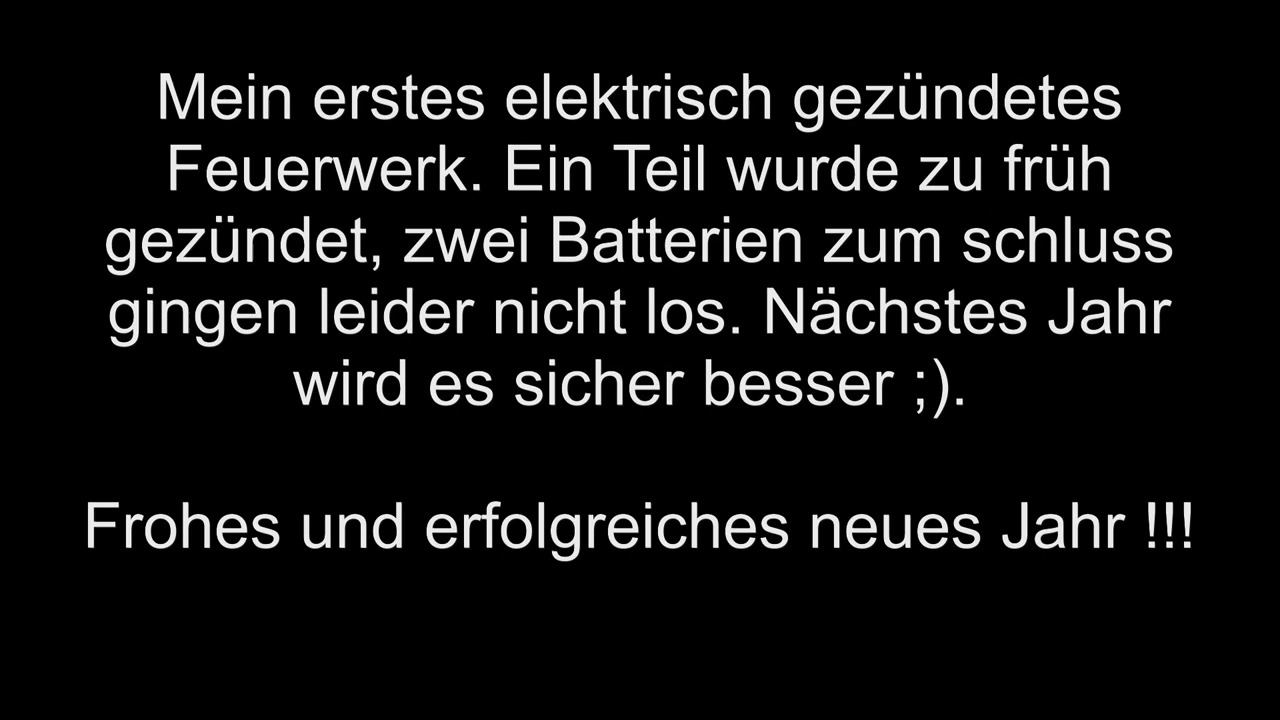 Mein erstes elektrisch gezündetes
Feuerwerk. Ein Teil wurde zu früh
gezündet, zwei Batterien zum schluss
gingen leider nicht los. Nächstes Jahr
wird es sicher besser ;).
Frohes und erfolgreiches neues Jahr !!!